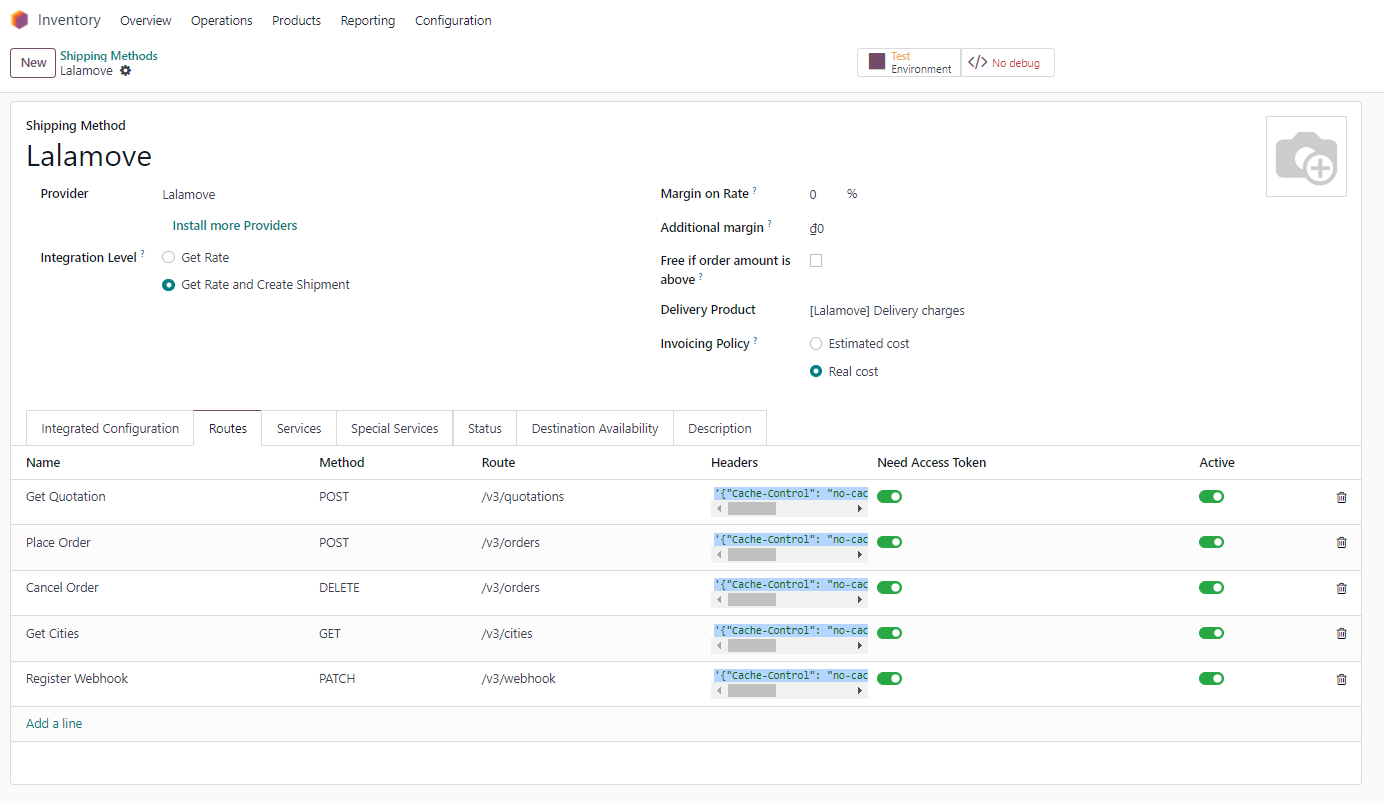 Inventory Overview Operations Products Reporting Configuration
New Shipping Methods
Lalamove
Test
Environment
</> No debug
Shipping Method
Lalamove
Provider Lalamove
Install more Providers
Integration Level ? Get Rate
Get Rate and Create Shipment
Margin on Rate ? 0 %
Additional margin ? ₫0
Free if order amount is
above ?
Delivery Product [Lalamove] Delivery charges
Invoicing Policy ? Estimated cost
Real cost
Integrated Configuration Routes Services Special Services Status Destination Availability Description
Name Method Route Headers Need Access Token Active
Get Quotation POST /v3/quotations '{"Cache-Control": "no-cac
Place Order POST /v3/orders '{"Cache-Control": "no-cac
Cancel Order DELETE /v3/orders '{"Cache-Control": "no-cac
Get Cities GET /v3/cities '{"Cache-Control": "no-cac
Register Webhook PATCH /v3/webhook '{"Cache-Control": "no-cac
Add a line